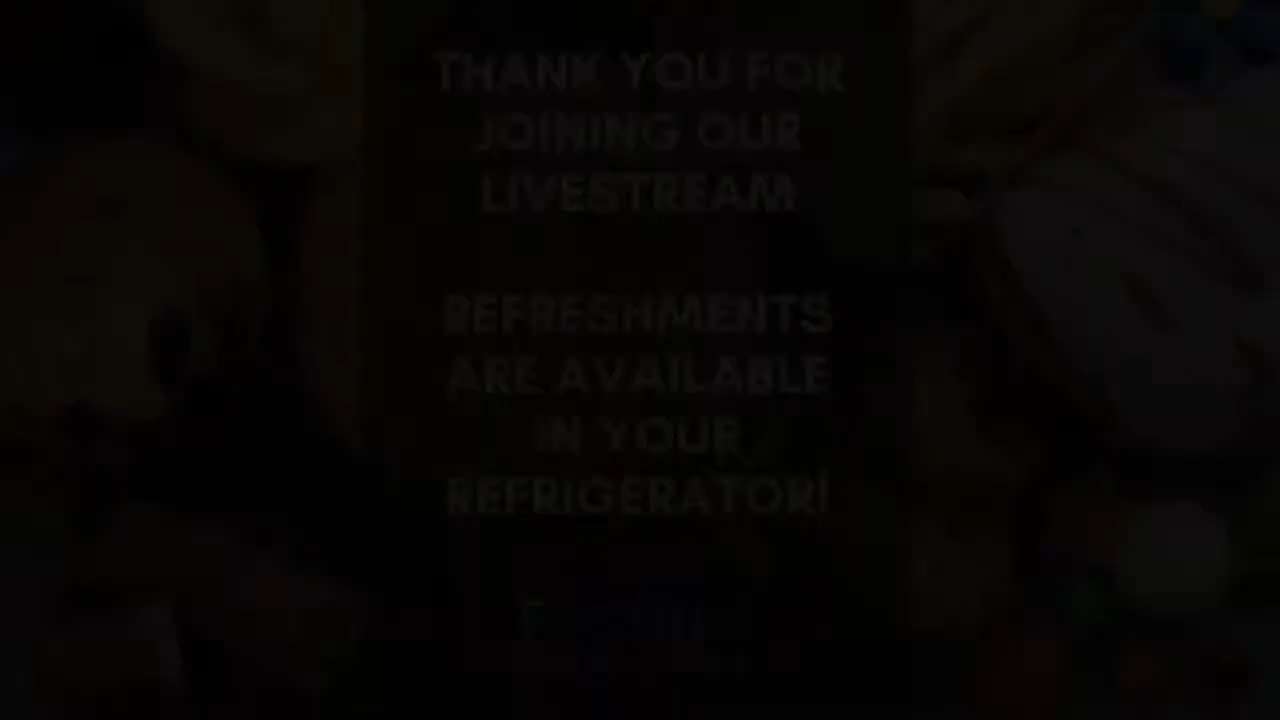 THANK YOU FOR
JOINING OUR
LIVESTREAM
REFRESHMENTS
ARE AVAILABLE
IN YOUR
REFRIGERATOR!